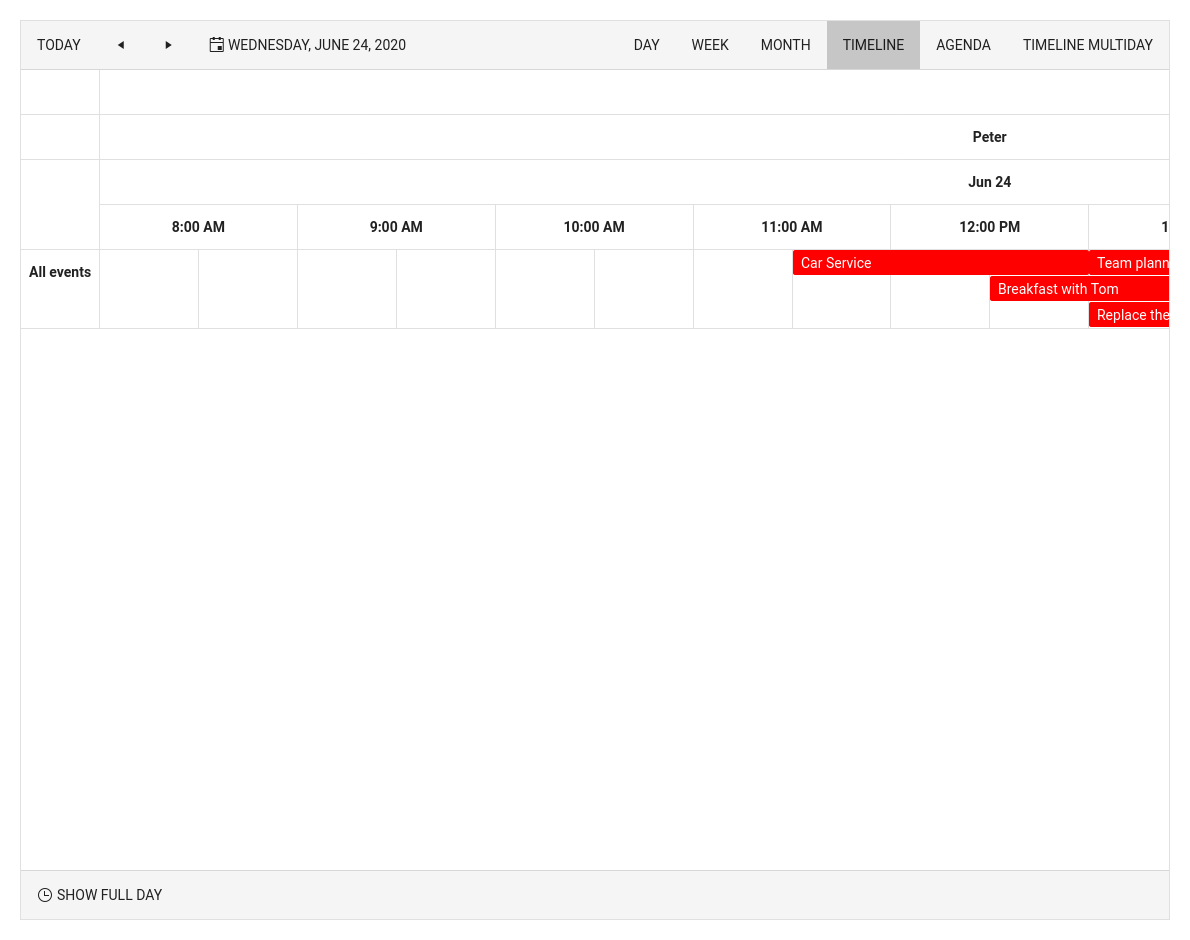 TODAY WEDNESDAY, JUNE 24, 2020 DAY WEEK MONTH TIMELINE AGENDA TIMELINE MULTIDAY
Peter
Jun 24
8:00 AM 9:00 AM 10:00 AM 11:00 AM 12:00 PM 1
All events
Car Service Team plann
Breakfast with Tom
Replace the
SHOW FULL DAY